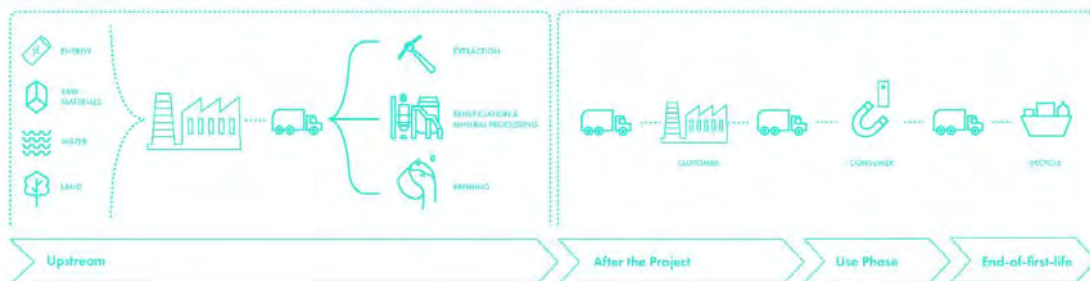 ENERGY
RAW
MATERIALS
WATER
LAND
EXTRACTION
BENEFICIATION &
MINERAL PROCESSING
REFINING
CUSTOMER
CONSUMER
RECYCLE
Upstream
After the Project
Use Phase
End-of-first-life